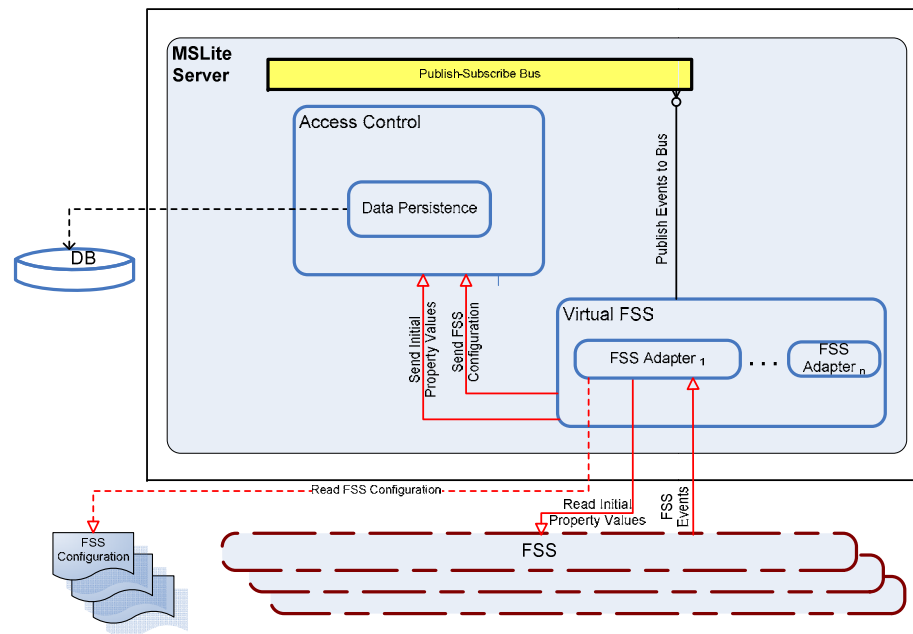 MSLite
Server
Publish-Subscribe Bus
Access Control
Data Persistence
DB
Publish Events to Bus
Send Initial
Property Values
Send FSS
Configuration
Virtual FSS
FSS Adapter 1
. . .
FSS
Adapter n
Read FSS Configuration
Read Initial
Property Values
FSS
Events
FSS
Configuration
FSS